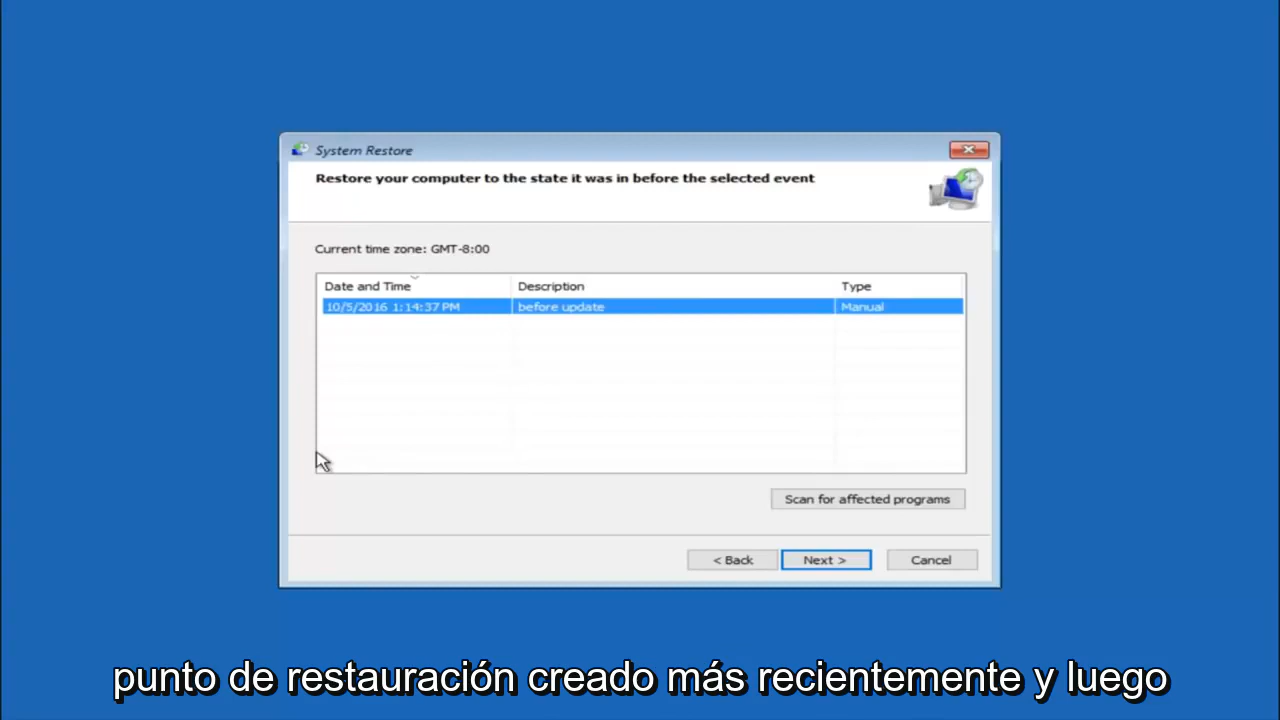 System Restore
Restore your computer to the state it was in before the selected event
Current time zone: GMT-8:00
Date and Time Description Type
10/5/2016 1:14:37 PM before update Manual
Scan for affected programs
< Back Next > Cancel
punto de restauración creado más recientemente y luego